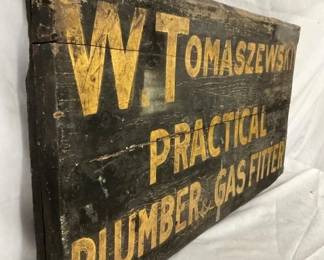 W. TOMASZEWSKI
PRACTICAL
PLUMBER & GAS FITTER